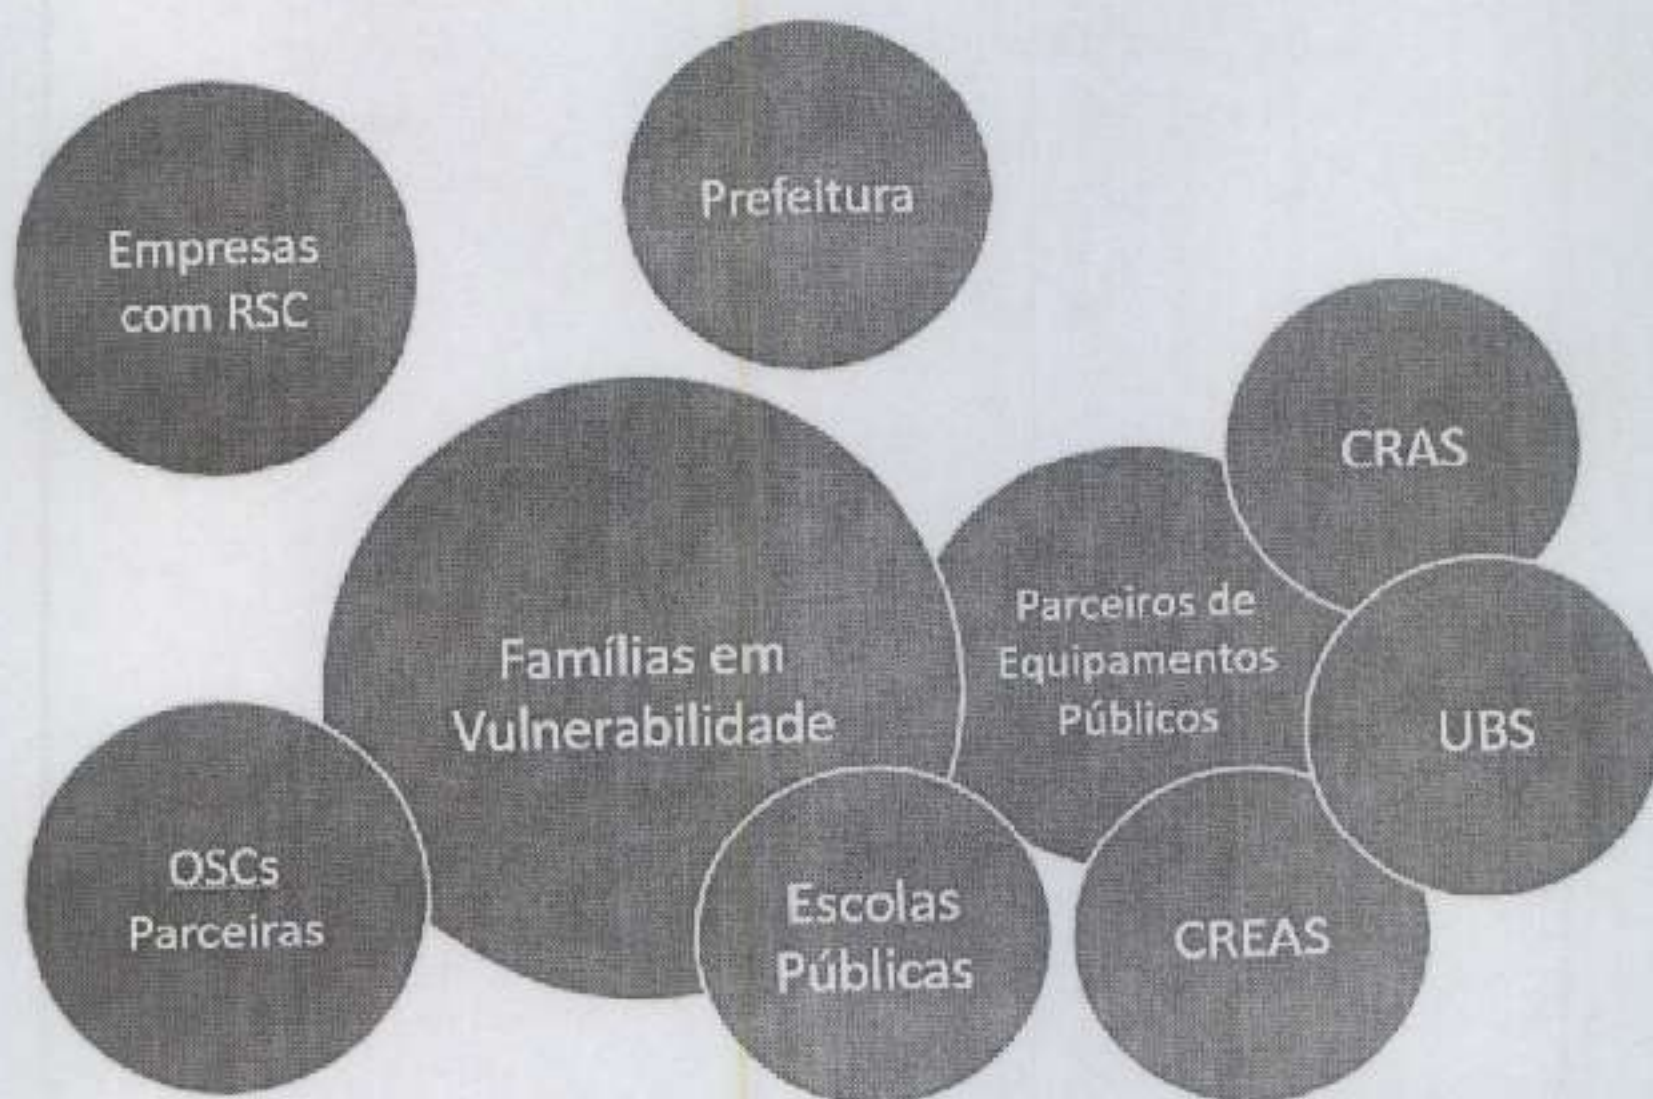 Prefeitura
Empresas
com RSC
CRAS
Parceiros de
Equipamentos
Públicos
Famílias em
Vulnerabilidade
UBS
OSCs
Parceiras
Escolas
Públicas
CREAS